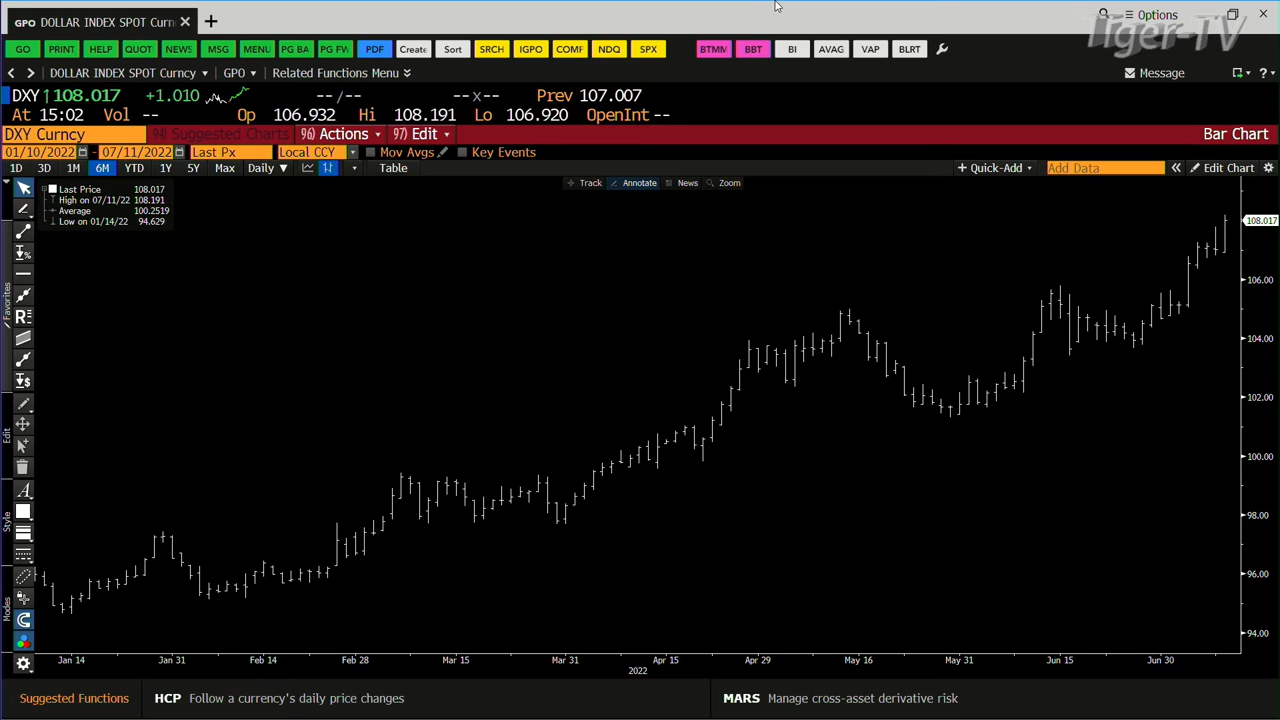 GPO DOLLAR INDEX SPOT Curn
Options
Tiger-TV
GO PRINT HELP QUOT NEWS MSG MENU PG BA PG FW PDF Create Sort SRCH IGPO COMF NDQ SPX BTMM BBT BI AVAG VAP BLRT
DOLLAR INDEX SPOT Curncy GPO Related Functions Menu Message ?
DXY ↑108.017 +1.010 --/-- --x-- Prev 107.007
At 15:02 Vol -- Op 106.932 Hi 108.191 Lo 106.920 OpenInt --
DXY Curncy 94) Suggested Charts 96) Actions 97) Edit Bar Chart
01/10/2022 - 07/11/2022 Last Px Local CCY Mov Avgs Key Events
1D 3D 1M 6M YTD 1Y 5Y Max Daily Table + Quick-Add Add Data Edit Chart
Track Annotate News Zoom
Last Price 108.017
High on 07/11/22 108.191
Average 100.2519
Low on 01/14/22 94.629
Favorites
Edit
Style
Modes
108.017
106.00
104.00
102.00
100.00
98.00
96.00
94.00
Jan 14 Jan 31 Feb 14 Feb 28 Mar 15 Mar 31 Apr 15 Apr 29 May 16 May 31 Jun 15 Jun 30
2022
Suggested Functions HCP Follow a currency's daily price changes MARS Manage cross-asset derivative risk